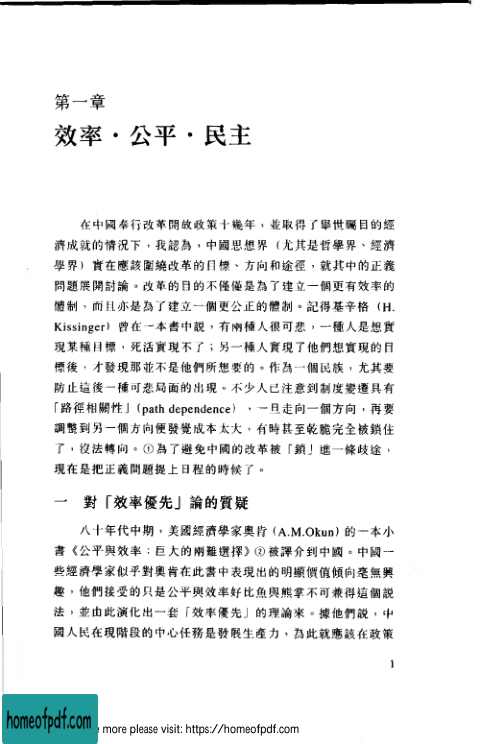 第一章
效率·公平·民主
在中國奉行改革開放政策十幾年，並取得了舉世矚目的經
濟成就的情況下，我認為，中國思想界（尤其是哲學界、經濟
學界）實在應該圍繞改革的目標、方向和途徑，就其中的正義
問題展開討論。改革的目的不僅僅是為了建立一個更有效率的
體制，而且亦是為了建立一個更公正的體制。記得基辛格（H.
Kissinger）曾在一本書中説，有兩種人很可悲，一種人是想實
現某種目標，死活實現不了；另一種人實現了他們想實現的目
標後，才發現那並不是他們所想要的。作為一個民族，尤其要
防止這後一種可悲局面的出現。不少人已注意到制度變遷具有
「路徑相關性」(path dependence)，一旦走向一個方向，再要
調整到另一個方向便發覺成本太大，有時甚至乾脆完全被鎖住
了，沒法轉向。①為了避免中國的改革被「鎖」進一條歧途，
現在是把正義問題提上日程的時候了。
一 對「效率優先」論的質疑
八十年代中期，美國經濟學家奧肯（A.M.Okun）的一本小
書《公平與效率：巨大的兩難選擇》②被譯介到中國。中國一
些經濟學家似乎對奧肯在此書中表現出的明顯價值傾向毫無興
趣，他們接受的只是公平與效率好比魚與熊掌不可兼得這個説
法，並由此演化出一套「效率優先」的理論來。據他們説，中
國人民在現階段的中心任務是發展生產力、為此就應該在政策
1
homeofpdf.com
e more please visit: https://homeofpdf.com